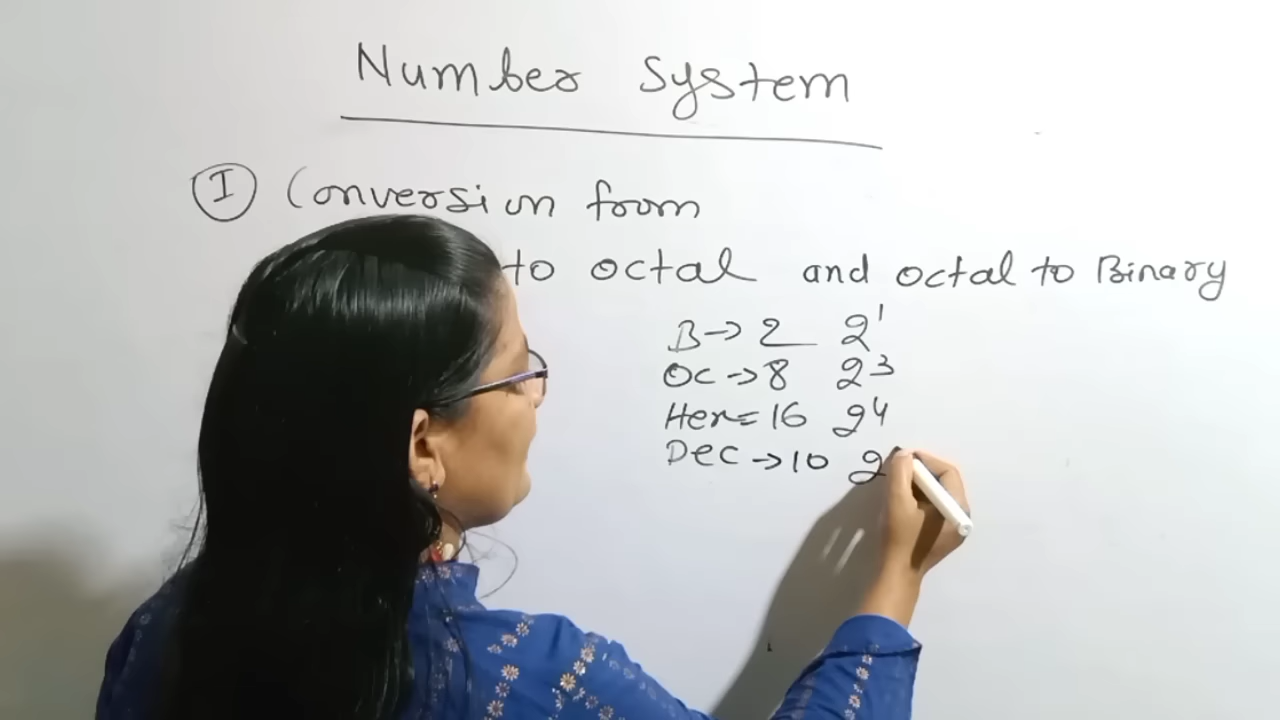 Number System
I Conversion from
to octal and octal to Binary
B→2 2¹
OC→8 2³
Hex=16 2⁴
Dec→10 2